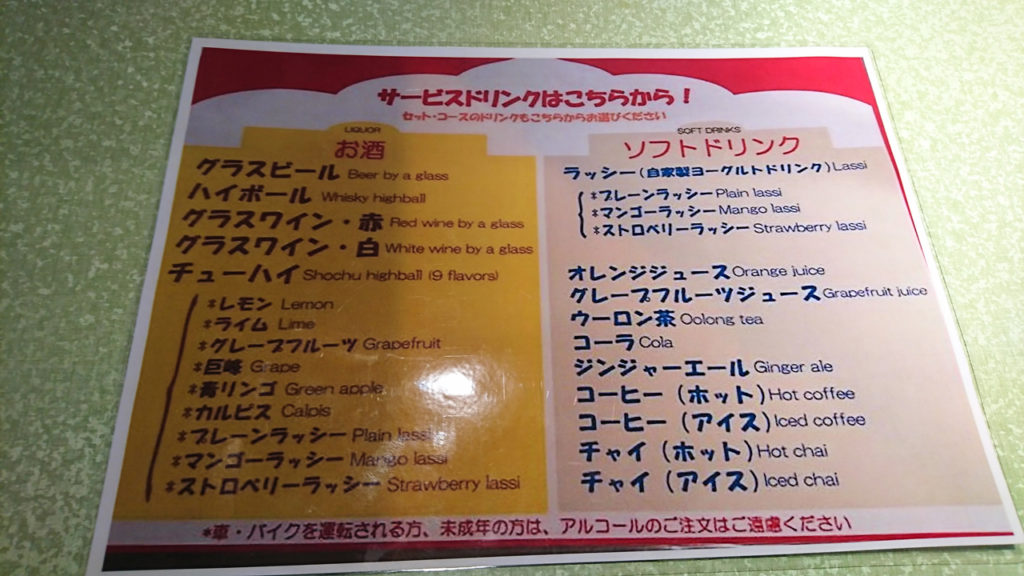 サービスドリンクはこちらから！
セット・コースのドリンクもこちらからお選びください
LIQUOR
お酒
グラスビール Beer by a glass
ハイボール Whisky highball
グラスワイン・赤 Red wine by a glass
グラスワイン・白 White wine by a glass
チューハイ Shochu highball (9 flavors)
*レモン Lemon
*ライム Lime
*グレープフルーツ Grapefruit
*巨峰 Grape
*青リンゴ Green apple
*カルピス Calpis
*プレーンラッシー Plain lassi
*マンゴーラッシー Mango lassi
*ストロベリーラッシー Strawberry lassi
SOFT DRINKS
ソフトドリンク
ラッシー(自家製ヨーグルトドリンク) Lassi
*プレーンラッシー Plain lassi
*マンゴーラッシー Mango lassi
*ストロベリーラッシー Strawberry lassi
オレンジジュース Orange juice
グレープフルーツジュース Grapefruit juice
ウーロン茶 Oolong tea
コーラ Cola
ジンジャーエール Ginger ale
コーヒー(ホット) Hot coffee
コーヒー(アイス) Iced coffee
チャイ(ホット) Hot chai
チャイ(アイス) Iced chai
*車・バイクを運転される方、未成年の方は、アルコールのご注文はご遠慮ください